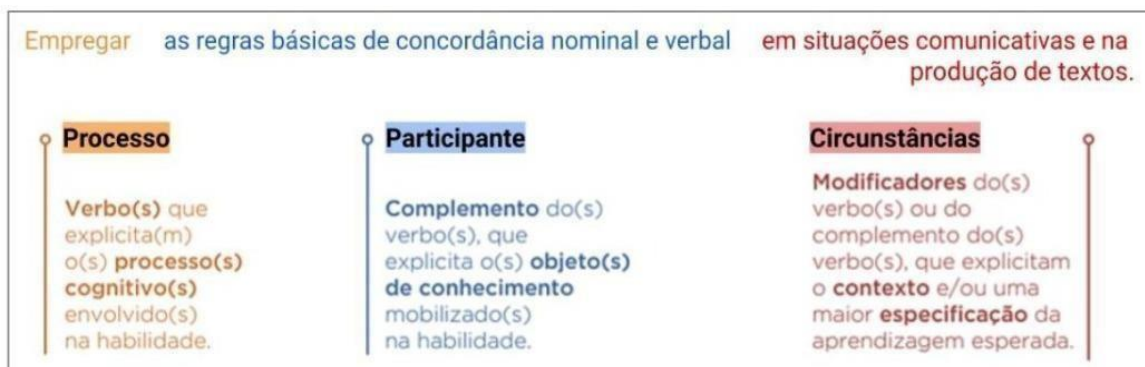 Empregar as regras básicas de concordância nominal e verbal em situações comunicativas e na
produção de textos.
Processo
Verbo(s) que
explicita(m)
o(s) processo(s)
cognitivo(s)
envolvido(s)
na habilidade.
Participante
Complemento do(s)
verbo(s), que
explicita o(s) objeto(s)
de conhecimento
mobilizado(s)
na habilidade.
Circunstâncias
Modificadores do(s)
verbo(s) ou do
complemento do(s)
verbo(s), que explicitam
o contexto e/ou uma
maior especificação da
aprendizagem esperada.